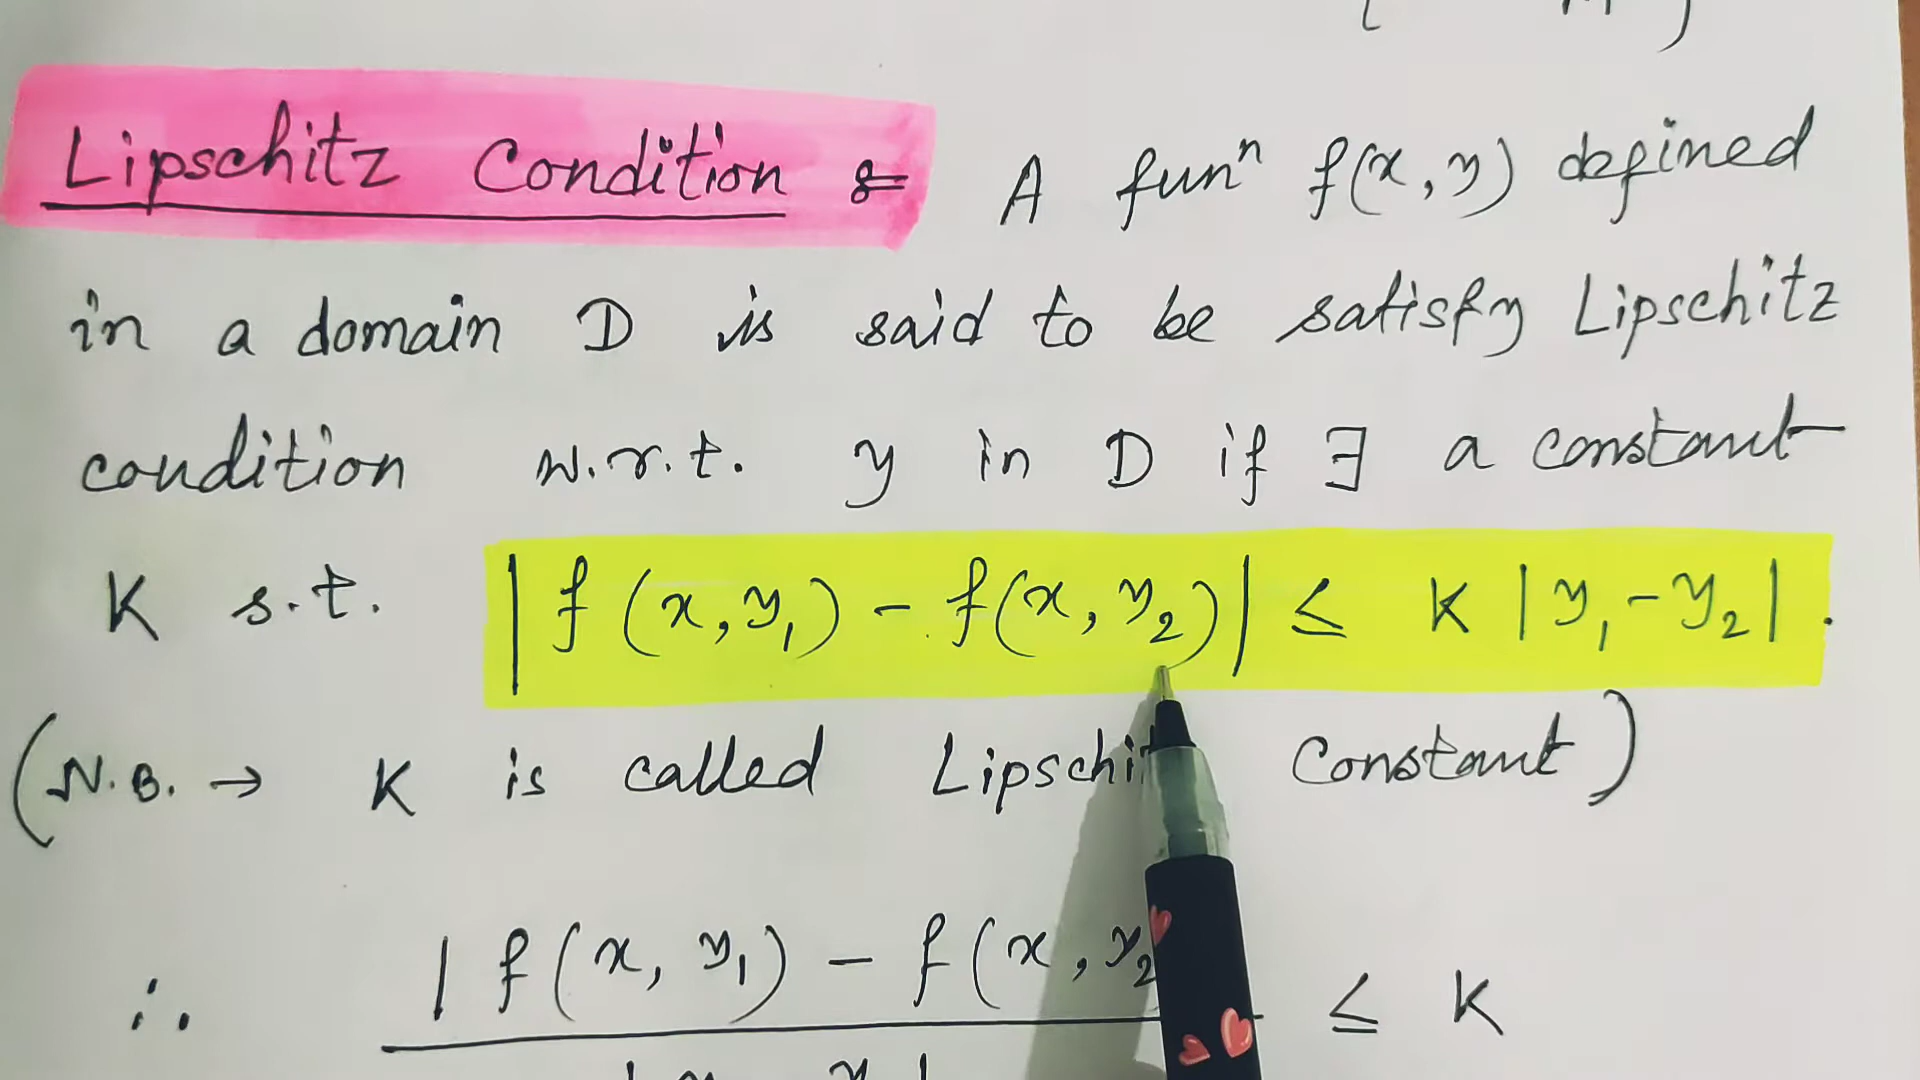 Lipschitz Condition :- A funⁿ f(x,y) defined
in a domain D is said to be satisfy Lipschitz
condition w.r.t. y in D if ∃ a constant
K s.t. |f(x,y₁) - f(x,y₂)| ≤ K|y₁-y₂|.
(N.B. → K is called Lipschi Constant)
∴ |f(x, y₁) - f(x, y₂ ≤ K